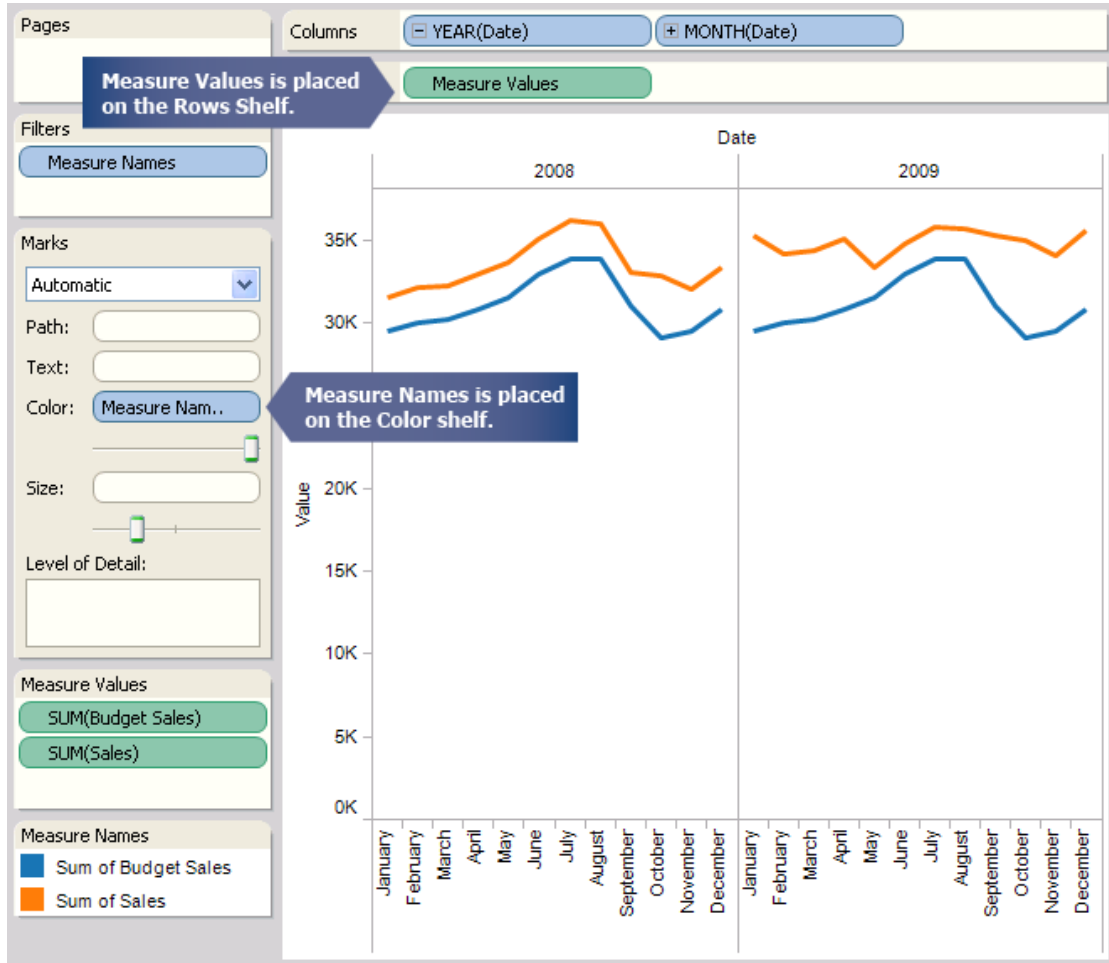 Pages
Columns
YEAR(Date)
MONTH(Date)
Measure Values is placed
on the Rows Shelf.
Measure Values
Filters
Measure Names
Marks
Automatic
Path:
Text:
Color:
Measure Nam..
Measure Names is placed
on the Color shelf.
Size:
Level of Detail:
Measure Values
SUM(Budget Sales)
SUM(Sales)
Measure Names
Sum of Budget Sales
Sum of Sales
Date
2008
2009
35K
30K
20K
15K
10K
5K
0K
Value
January
February
March
April
May
June
July
August
September
October
November
December
January
February
March
April
May
June
July
August
September
October
November
December